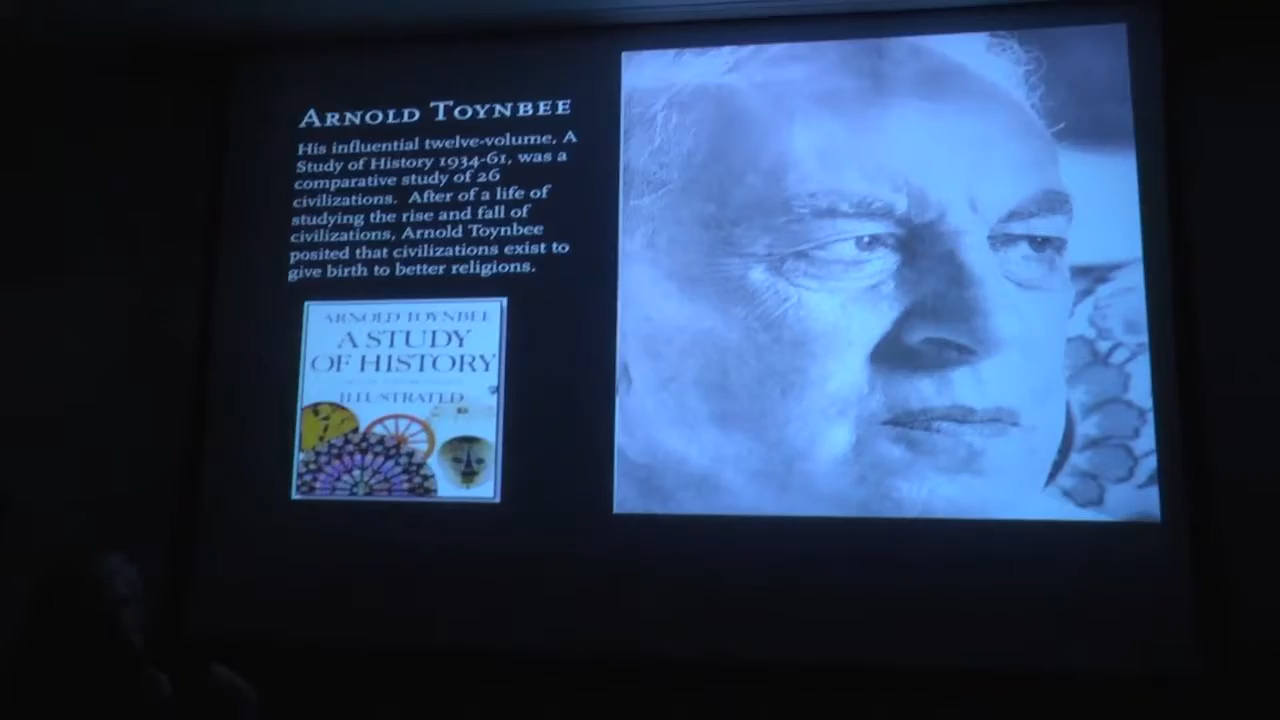 ARNOLD TOYNBEE
His influential twelve-volume, A
Study of History 1934-61, was a
comparative study of 26
civilizations. After of a life of
studying the rise and fall of
civilizations, Arnold Toynbee
posited that civilizations exist to
give birth to better religions.
ARNOLD TOYNBEE
A STUDY
OF HISTORY
ILLUSTRATED